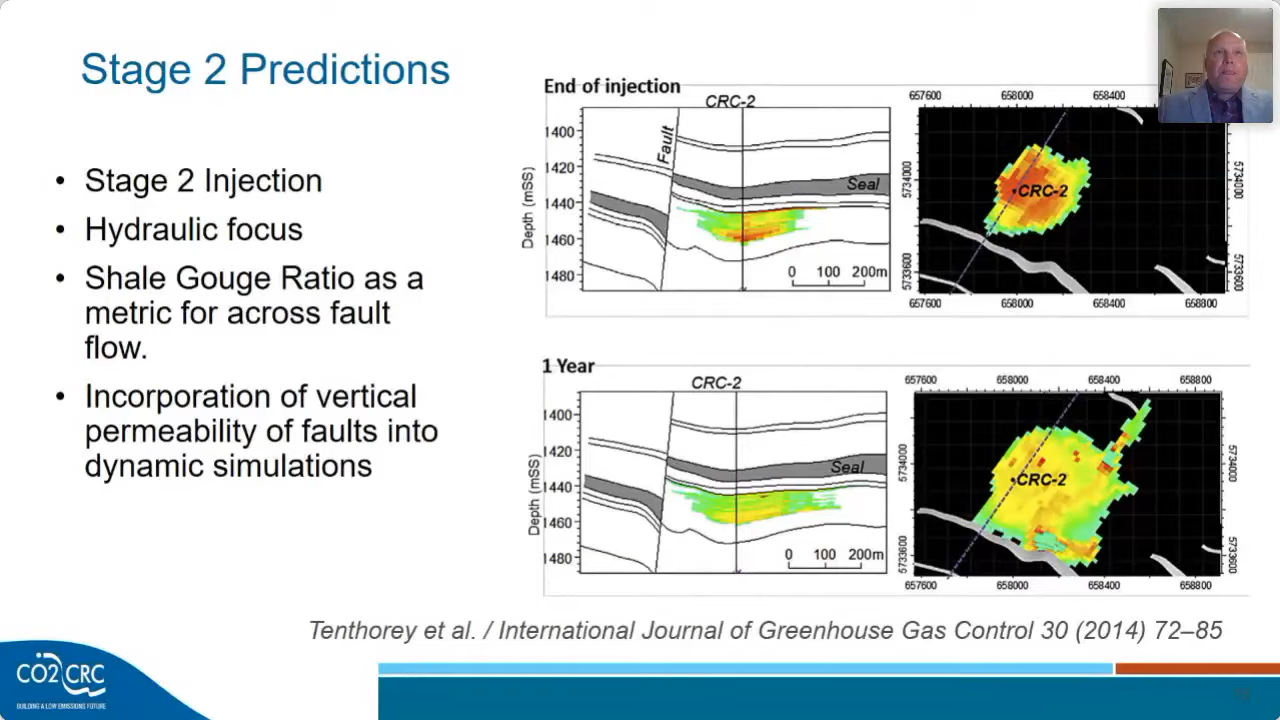 Stage 2 Predictions
• Stage 2 Injection
• Hydraulic focus
• Shale Gouge Ratio as a
metric for across fault
flow.
• Incorporation of vertical
permeability of faults into
dynamic simulations
End of injection
CRC-2
Fault
Seal
Depth (mSS)
1400
1420
1440
1460
1480
0 100 200m
657600 658000 658400
5734000
5733600
CRC-2
5734000
5733600
657600 658000 658400 658800
1 Year
CRC-2
Seal
Depth (mSS)
1400
1420
1440
1460
1480
0 100 200m
657600 658000 658400 658800
5734000
5733600
CRC-2
5734000
5733600
657600 658000 658400 658800
Tenthorey et al. / International Journal of Greenhouse Gas Control 30 (2014) 72–85
CO2CRC
BUILDING A LOW EMISSIONS FUTURE